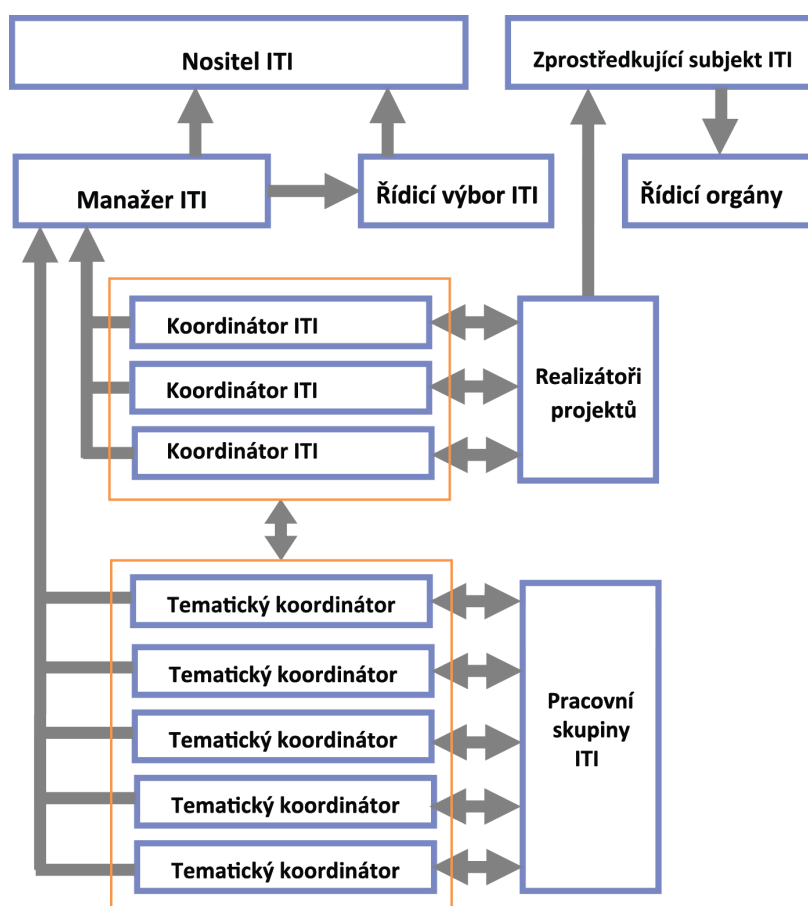 Nositel ITI
Zprostředkující subjekt ITI
Manažer ITI
Řídicí výbor ITI
Řídicí orgány
Koordinátor ITI
Koordinátor ITI
Koordinátor ITI
Realizátoři
projektů
Tematický koordinátor
Tematický koordinátor
Tematický koordinátor
Tematický koordinátor
Tematický koordinátor
Pracovní
skupiny
ITI